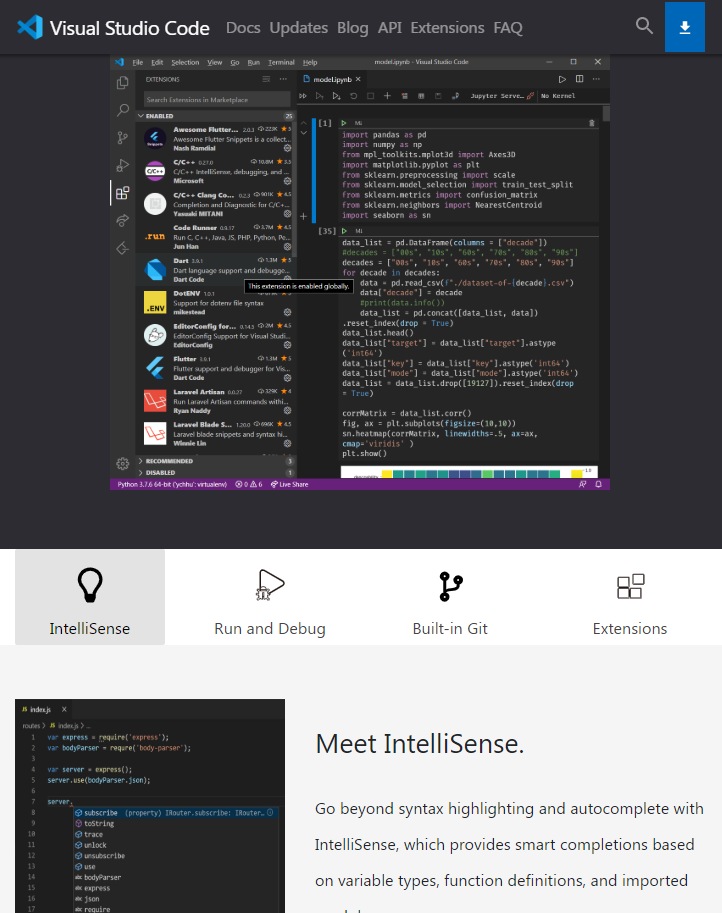 Visual Studio Code
Docs Updates Blog API Extensions FAQ
File Edit Selection View Go Run Terminal Help
model.ipynb - Visual Studio Code
EXTENSIONS
Search Extensions in Marketplace
ENABLED 25
Awesome Flutter... 2.0.3 223K 5
Awesome Flutter Snippets is a collect...
Nash Ramdial
C/C++ 0.27.0 10.8M 3.5
C/C++ IntelliSense, debugging, and ...
Microsoft
C/C++ Clang Co... 0.2.3 901K 4.5
Completion and Diagnostic for C/C+...
Yasuaki MITANI
Code Runner 0.9.17 3.7M 4.5
Run C, C++, Java, JS, PHP, Python, Pe...
Jun Han
Dart 3.9.1 1.3M 5
Dart language support and debugge...
Dart Code
This extension is enabled globally.
DotENV 1.0.1
Support for dotenv file syntax
mikestead
EditorConfig fo... 0.14.5 2M 4.5
EditorConfig Support for Visual Studi...
EditorConfig
Flutter 3.9.1 1.3M 5
Flutter support and debugger for Vis...
Dart Code
Laravel Artisan 0.0.27 329K 4
Run Laravel Artisan commands withi...
Ryan Naddy
Laravel Blade S... 1.20.0 696K 4.5
Laravel blade snippets and syntax hi...
Winnie Lin
RECOMMENDED 3
DISABLED 1
model.ipynb
Jupyter Serve...
No Kernel
[1]
import pandas as pd
import numpy as np
from mpl_toolkits.mplot3d import Axes3D
import matplotlib.pyplot as plt
from sklearn.preprocessing import scale
from sklearn.model_selection import train_test_split
from sklearn.metrics import confusion_matrix
from sklearn.neighbors import NearestCentroid
import seaborn as sn
[35]
data_list = pd.DataFrame(columns = ["decade"])
#decades = ["00s", "10s", "60s", "70s", "80s", "90s"]
decades = ["00s", "10s", "60s", "70s", "80s", "90s"]
for decade in decades:
data = pd.read_csv(f"./dataset-of-{decade}.csv")
data["decade"] = decade
#print(data.info())
data_list = pd.concat([data_list, data])
.reset_index(drop = True)
data_list.head()
data_list["target"] = data_list["target"].astype
('int64')
data_list["key"] = data_list["key"].astype('int64')
data_list["mode"] = data_list["mode"].astype('int64')
data_list = data_list.drop([19127]).reset_index(drop
= True)
corrMatrix = data_list.corr()
fig, ax = plt.subplots(figsize=(10,10))
sn.heatmap(corrMatrix, linewidths=.5, ax=ax,
cmap='viridis' )
plt.show()
1.0
Python 3.7.6 64-bit ('ychhu': virtualenv) 0 6 Live Share
IntelliSense
Run and Debug
Built-in Git
Extensions
index.js
routes > index.js > ...
1 var express = require('express');
2 var bodyParser = requre('body-parser');
3
4 var server = express();
5 server.use(bodyParser.json);
6
7 server.
8 subscribe (property) IRouter.subscribe: IRouter...
9 toString
10 trace
11 unlock
12 unsubscribe
13 use
14 bodyParser
15 express
16 json
17 require
Meet IntelliSense.
Go beyond syntax highlighting and autocomplete with
IntelliSense, which provides smart completions based
on variable types, function definitions, and imported